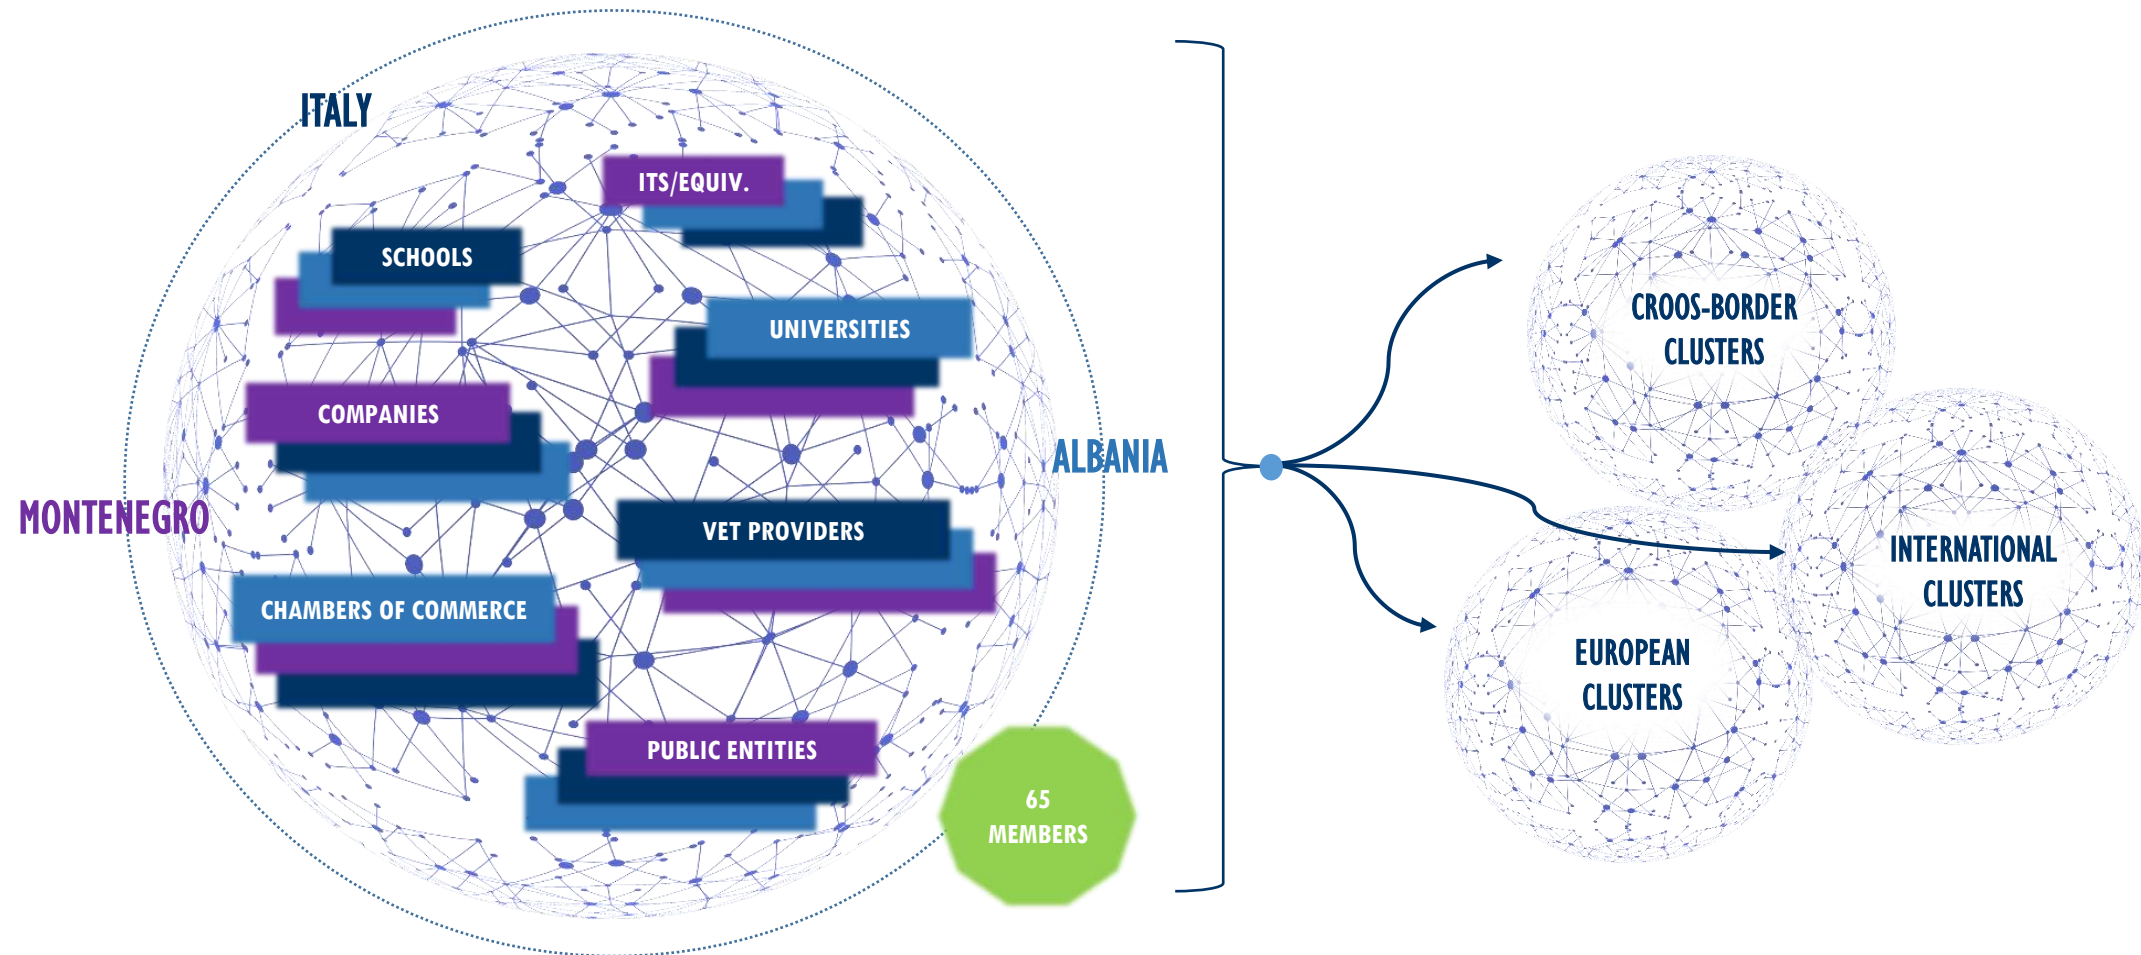 ITALY
ITS/EQUIV.
SCHOOLS
UNIVERSITIES
COMPANIES
ALBANIA
MONTENEGRO
VET PROVIDERS
CHAMBERS OF COMMERCE
PUBLIC ENTITIES
65
MEMBERS
CROOS-BORDER
CLUSTERS
INTERNATIONAL
CLUSTERS
EUROPEAN
CLUSTERS